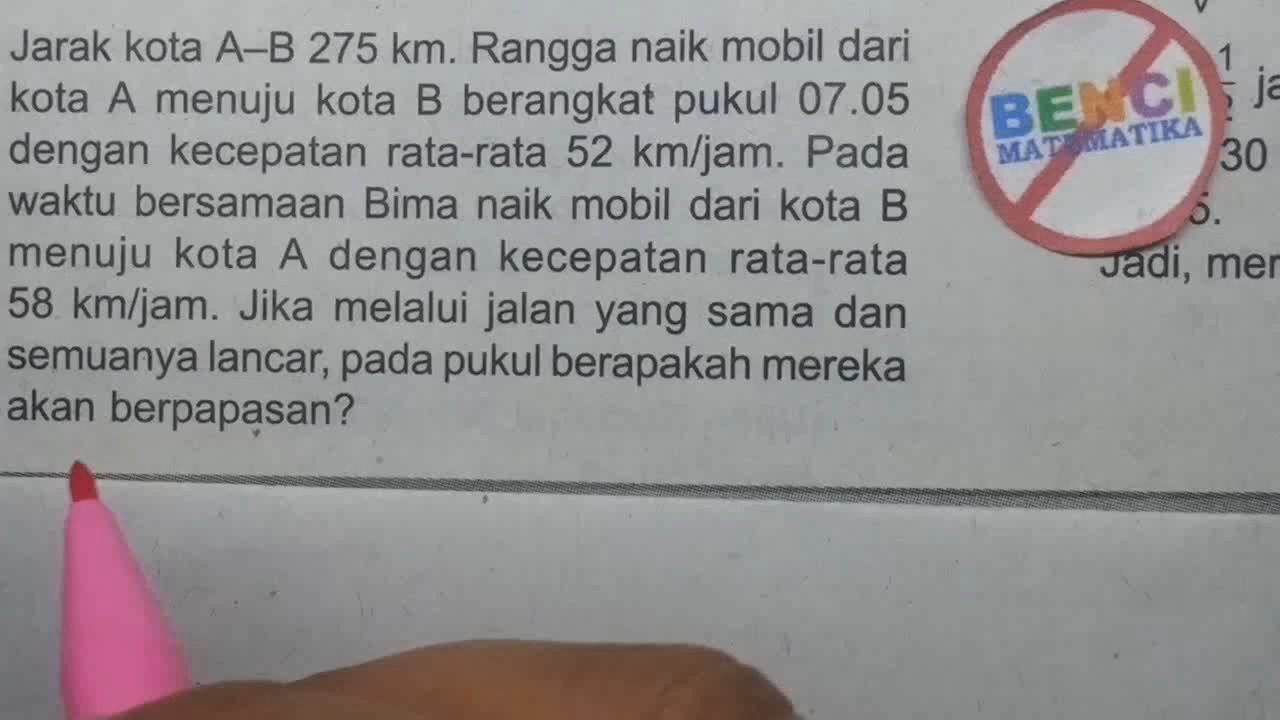 Jarak kota A–B 275 km. Rangga naik mobil dari
kota A menuju kota B berangkat pukul 07.05
dengan kecepatan rata-rata 52 km/jam. Pada
waktu bersamaan Bima naik mobil dari kota B
menuju kota A dengan kecepatan rata-rata
58 km/jam. Jika melalui jalan yang sama dan
semuanya lancar, pada pukul berapakah mereka
akan berpapasan?
BENCI
MATEMATIKA
30
Jadi,